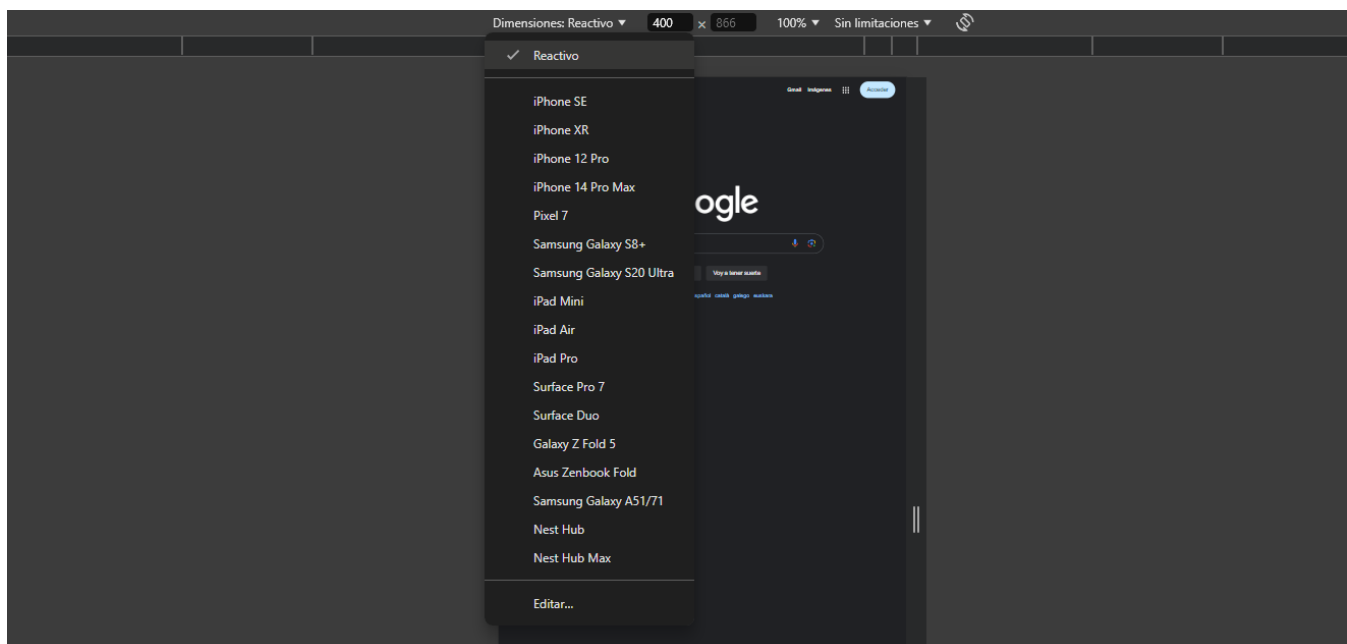 Dimensiones: Reactivo ▼ 400 × 866 100% ▼ Sin limitaciones ▼
Reactivo
Gmail Imágenes Acceder
iPhone SE
iPhone XR
iPhone 12 Pro
iPhone 14 Pro Max
ogle
Pixel 7
Samsung Galaxy S8+
Samsung Galaxy S20 Ultra
Voy a tener suerte
español català galego euskara
iPad Mini
iPad Air
iPad Pro
Surface Pro 7
Surface Duo
Galaxy Z Fold 5
Asus Zenbook Fold
Samsung Galaxy A51/71
Nest Hub
Nest Hub Max
Editar...